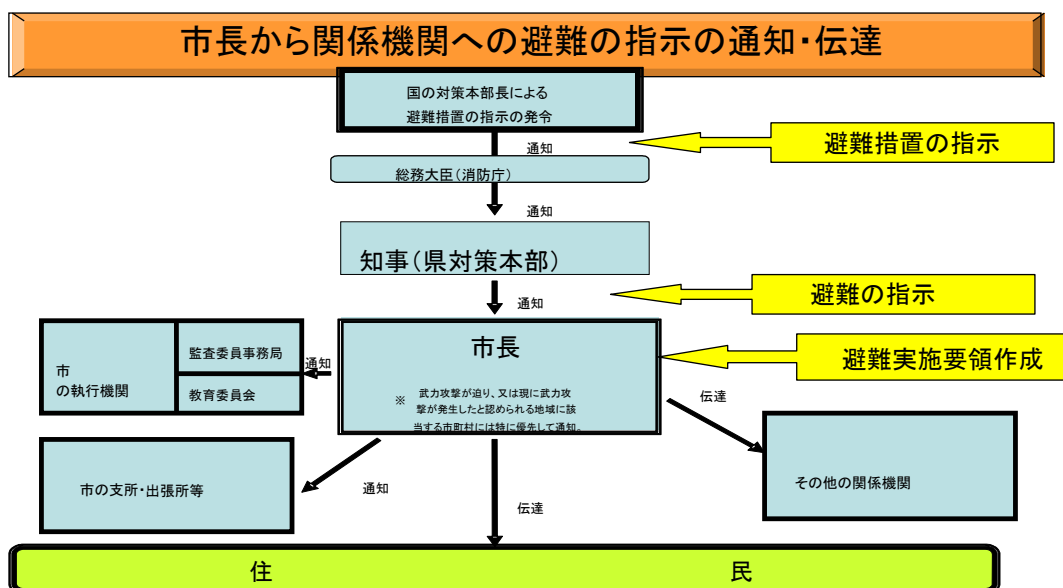 市長から関係機関への避難の指示の通知・伝達
国の対策本部長による
避難措置の指示の発令
避難措置の指示
通知
総務大臣(消防庁)
通知
知事(県対策本部)
避難の指示
通知
市
の執行機関
監査委員事務局
教育委員会
通知
市長
※ 武力攻撃が迫り、又は現に武力攻
撃が発生したと認められる地域に該
当する市町村には特に優先して通知。
避難実施要領作成
伝達
市の支所・出張所等
通知
伝達
その他の関係機関
住 民